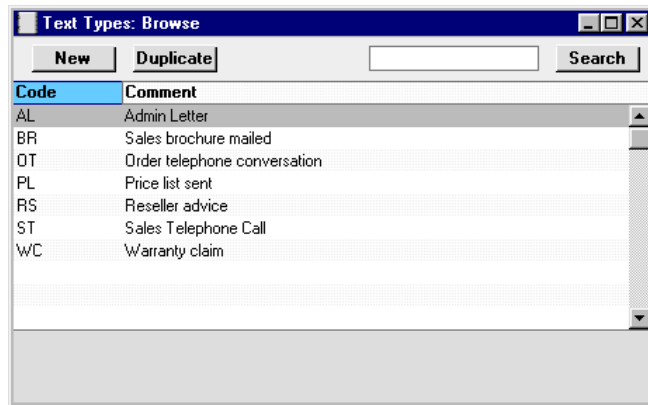 Text Types: Browse
New Duplicate Search
Code Comment
AL Admin Letter
BR Sales brochure mailed
OT Order telephone conversation
PL Price list sent
RS Reseller advice
ST Sales Telephone Call
WC Warranty claim